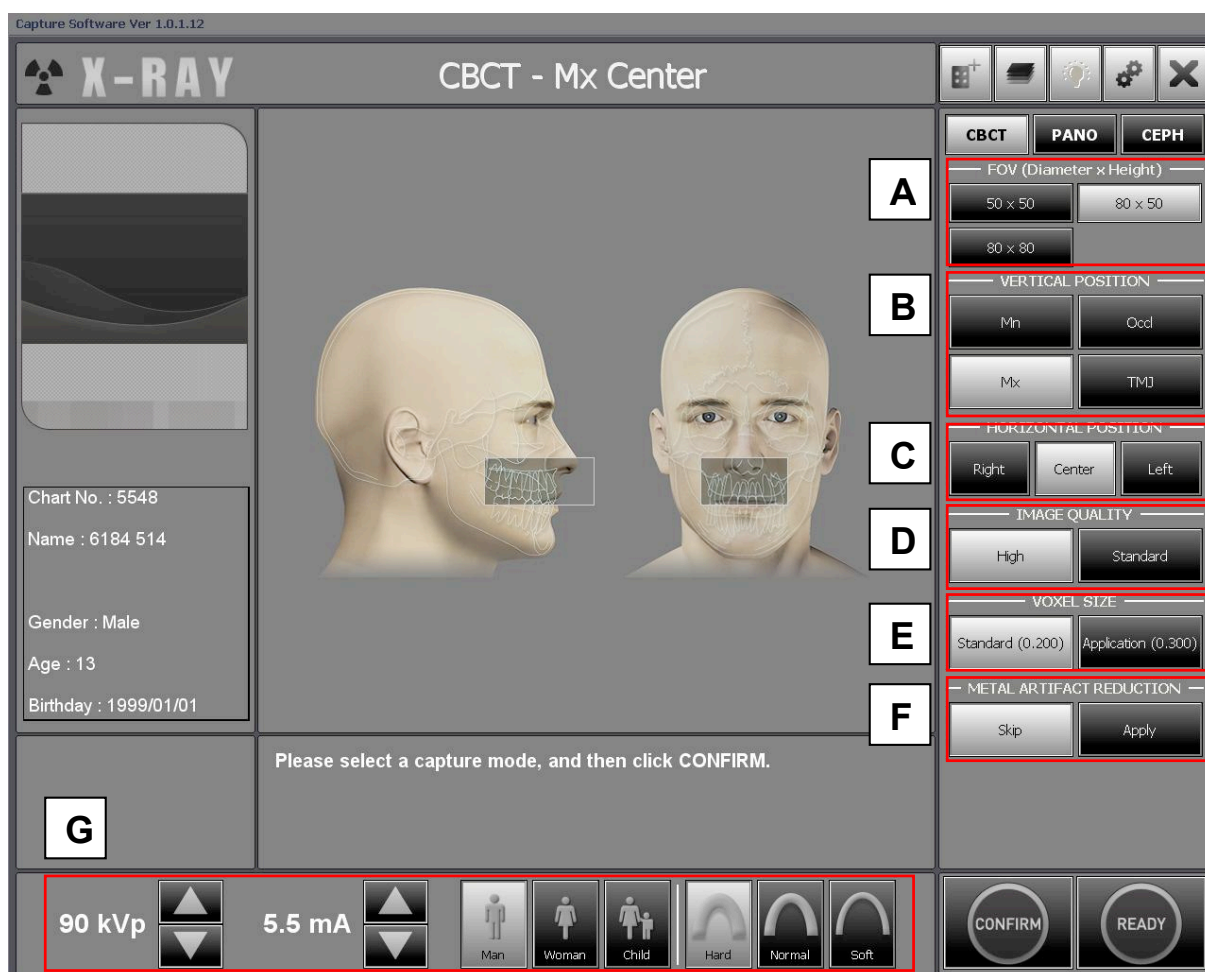 Capture Software Ver 1.0.1.12
X-RAY
CBCT - Mx Center
CBCT PANO CEPH
A
FOV (Diameter x Height)
50 x 50 80 x 50
80 x 80
B
VERTICAL POSITION
Mn Occl
Mx TMJ
C
HORIZONTAL POSITION
Right Center Left
D
IMAGE QUALITY
High Standard
E
VOXEL SIZE
Standard (0.200) Application (0.300)
F
METAL ARTIFACT REDUCTION
Skip Apply
Chart No. : 5548
Name : 6184 514
Gender : Male
Age : 13
Birthday : 1999/01/01
Please select a capture mode, and then click CONFIRM.
G
90 kVp 5.5 mA
Man Woman Child Hard Normal Soft
CONFIRM READY